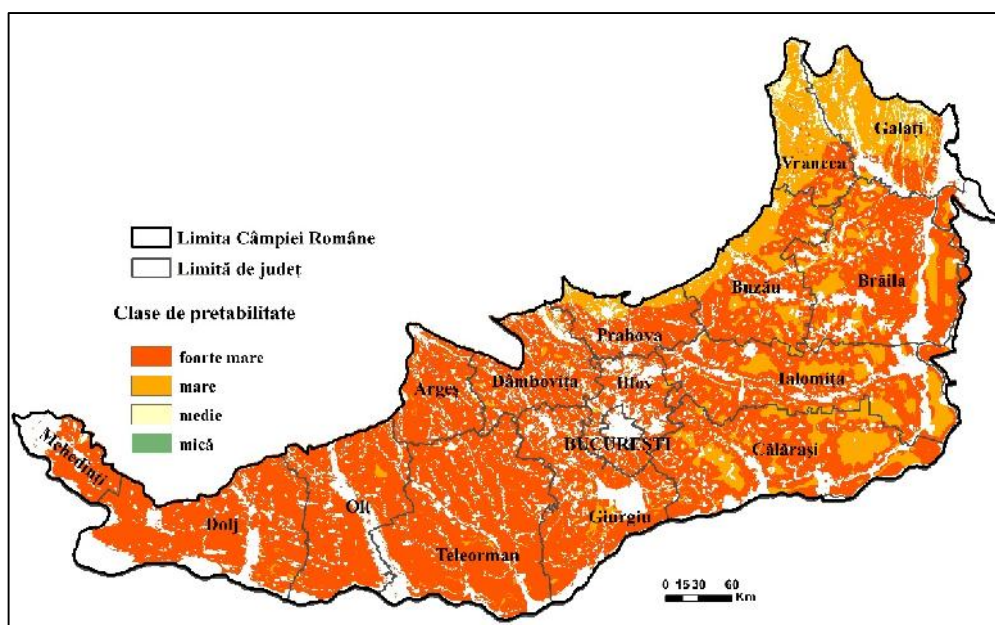 Limita Câmpiei Române
Limită de județ
Clase de pretabilitate
foarte mare
mare
medie
mică
Galați
Vrancea
Brăila
Buzău
Prahova
Ialomița
Ilfov
Dâmbovița
Argeș
Călărași
BUCUREȘTI
Mehedinți
Olt
Giurgiu
Dolj
Teleorman
0 15 30 60
Km